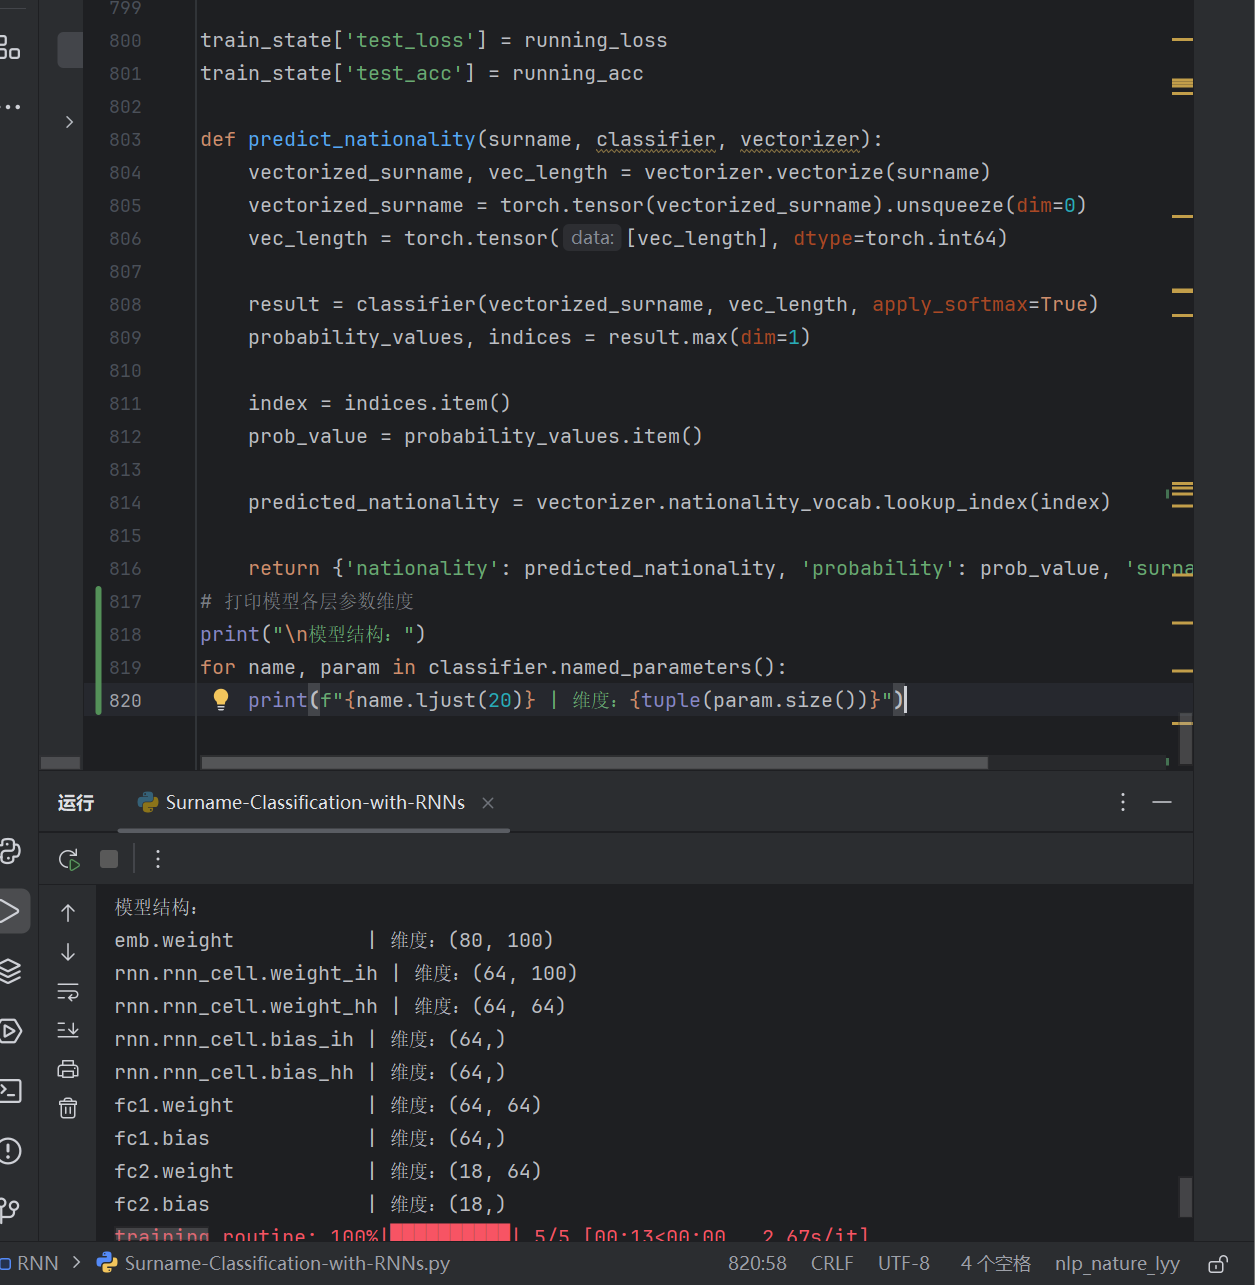 799
800 train_state['test_loss'] = running_loss
801 train_state['test_acc'] = running_acc
802
803 def predict_nationality(surname, classifier, vectorizer):
804 vectorized_surname, vec_length = vectorizer.vectorize(surname)
805 vectorized_surname = torch.tensor(vectorized_surname).unsqueeze(dim=0)
806 vec_length = torch.tensor( data: [vec_length], dtype=torch.int64)
807
808 result = classifier(vectorized_surname, vec_length, apply_softmax=True)
809 probability_values, indices = result.max(dim=1)
810
811 index = indices.item()
812 prob_value = probability_values.item()
813
814 predicted_nationality = vectorizer.nationality_vocab.lookup_index(index)
815
816 return {'nationality': predicted_nationality, 'probability': prob_value, 'surna
817 # 打印模型各层参数维度
818 print("\n模型结构：")
819 for name, param in classifier.named_parameters():
820 print(f"{name.ljust(20)} | 维度：{tuple(param.size())}")
运行 Surname-Classification-with-RNNs
模型结构：
emb.weight | 维度：(80, 100)
rnn.rnn_cell.weight_ih | 维度：(64, 100)
rnn.rnn_cell.weight_hh | 维度：(64, 64)
rnn.rnn_cell.bias_ih | 维度：(64,)
rnn.rnn_cell.bias_hh | 维度：(64,)
fc1.weight | 维度：(64, 64)
fc1.bias | 维度：(64,)
fc2.weight | 维度：(18, 64)
fc2.bias | 维度：(18,)
training routine: 100%|██████████| 5/5 [00:13<00:00, 2.67s/it]
RNN > Surname-Classification-with-RNNs.py 820:58 CRLF UTF-8 4 个空格 nlp_nature_lyy